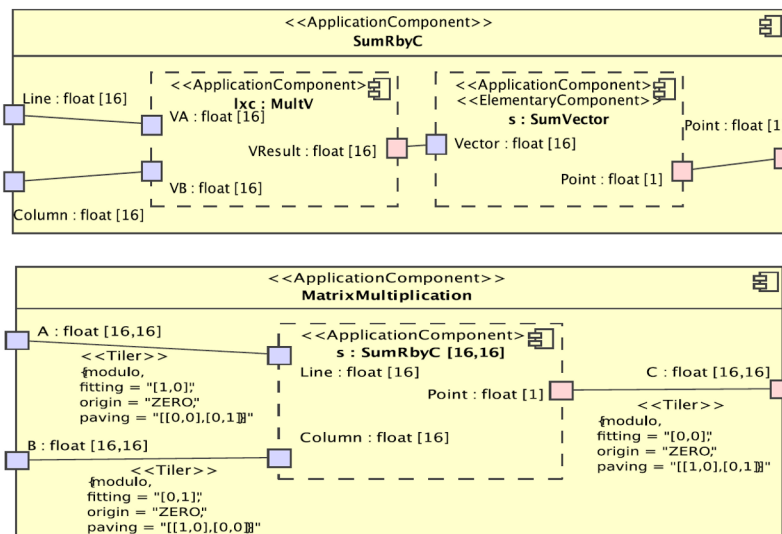 <<ApplicationComponent>>
SumRbyC
Line : float [16]
<<ApplicationComponent>
lxc : MultV
VA : float [16]
VResult : float [16]
VB : float [16]
Column : float [16]
<<ApplicationComponent>
<<ElementaryComponent>
s : SumVector
Vector : float [16]
Point : float [1]
Point : float [1
<<ApplicationComponent>>
MatrixMultiplication
A : float [16,16]
<<Tiler>>
{modulo,
fitting = "[1,0]",
origin = "ZERO",
paving = "[[0,0],[0,1]]"
B : float [16,16]
<<Tiler>>
{modulo,
fitting = "[0,1]",
origin = "ZERO",
paving = "[[1,0],[0,0]]"
<<ApplicationComponent>
s : SumRbyC [16,16]
Line : float [16]
Point : float [1]
Column : float [16]
C : float [16,16]
<<Tiler>>
{modulo,
fitting = "[0,0]",
origin = "ZERO",
paving = "[[1,0],[0,1]]"